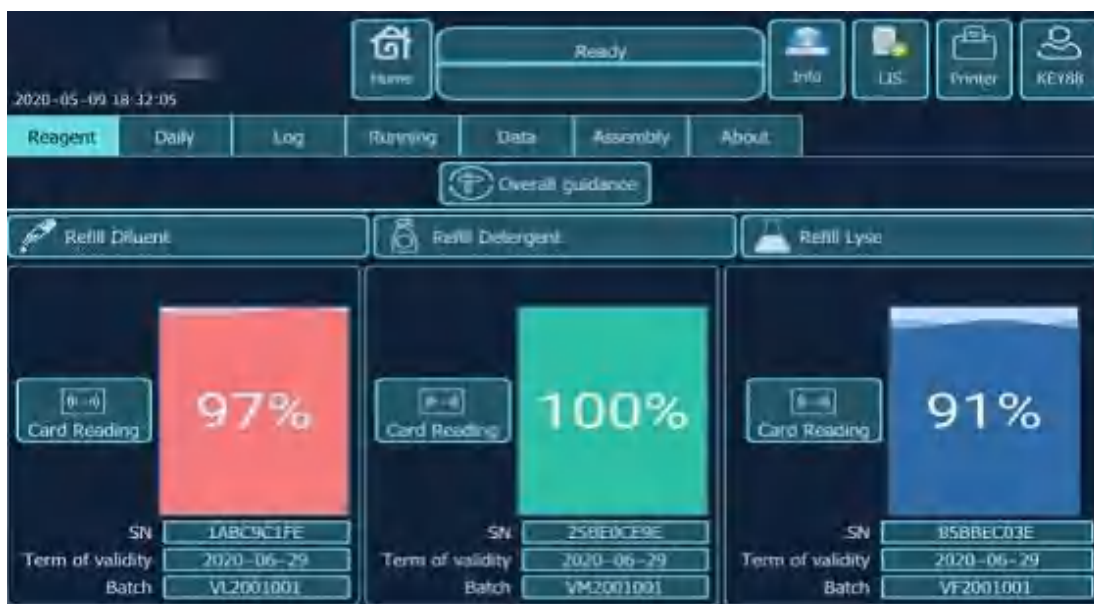 Home
Ready
Info
LIS
Printer
KEY8B
2020-05-09 18:32:05
Reagent Daily Log Running Data Assembly About
Overall guidance
Refill Diluent Refill Detergent Refill Lyse
97% 100% 91%
Card Reading Card Reading Card Reading
SN 1ABC9C1FE SN 25BE0CE9E SN B5BBEC03E
Term of validity 2020-06-29 Term of validity 2020-06-29 Term of validity 2020-06-29
Batch VL2001001 Batch VM2001001 Batch VF2001001